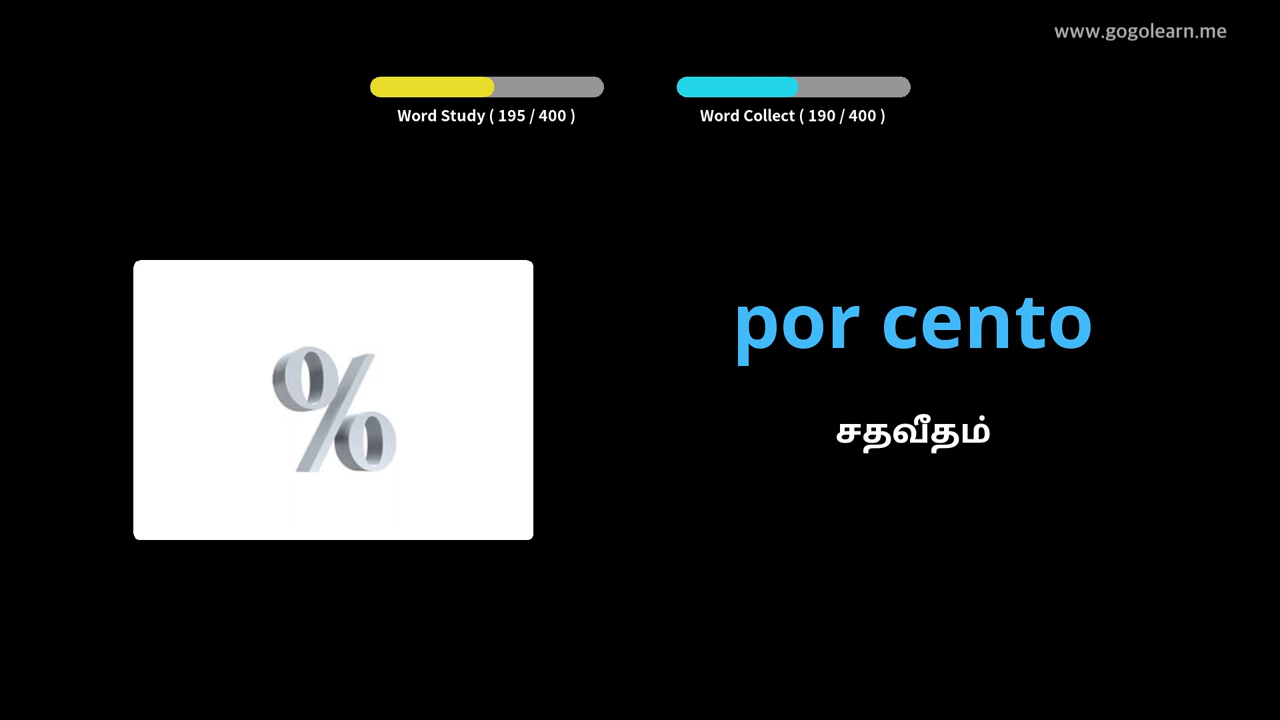 www.gogolearn.me
Word Study ( 195 / 400 )
Word Collect ( 190 / 400 )
%
por cento
சதவீதம்